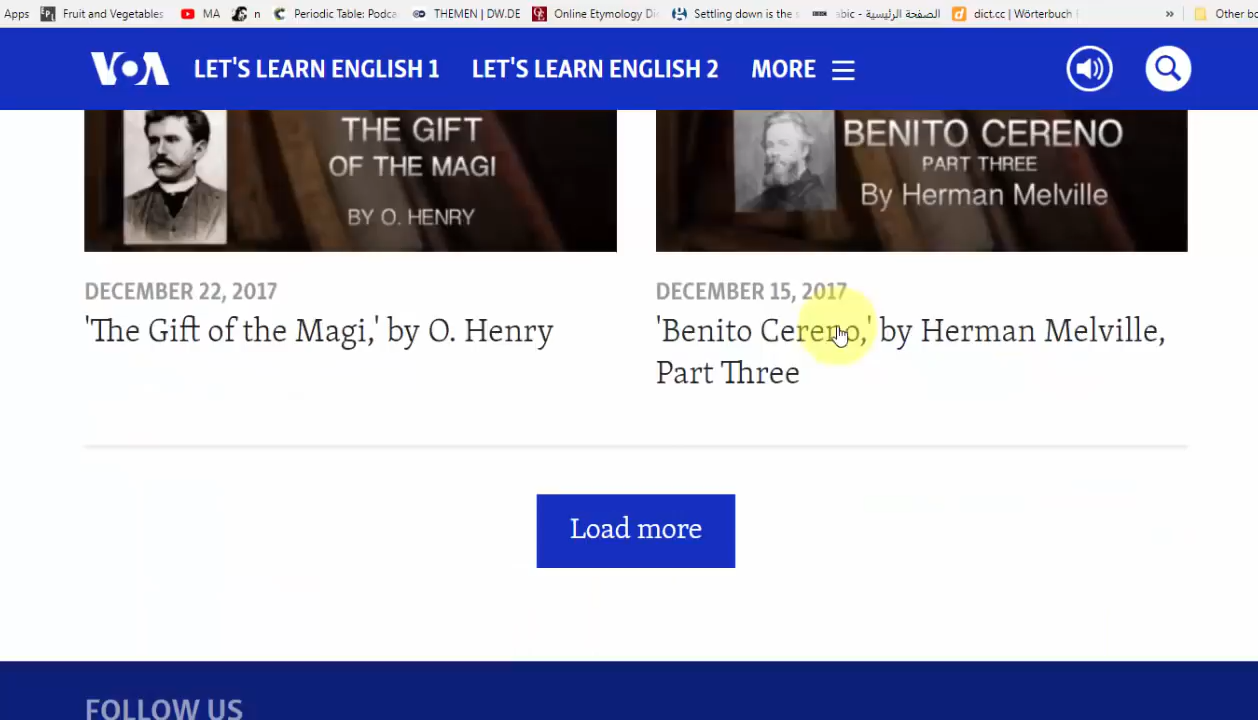 Apps Fruit and Vegetables MA n Periodic Table: Podca THEMEN | DW.DE Online Etymology Di Settling down is the s abic - الصفحة الرئيسية dict.cc | Wörterbuch » Other bo
VOA LET'S LEARN ENGLISH 1 LET'S LEARN ENGLISH 2 MORE
THE GIFT
OF THE MAGI
BY O. HENRY
BENITO CERENO
PART THREE
By Herman Melville
DECEMBER 22, 2017
'The Gift of the Magi,' by O. Henry
DECEMBER 15, 2017
'Benito Cereno,' by Herman Melville,
Part Three
Load more
FOLLOW US